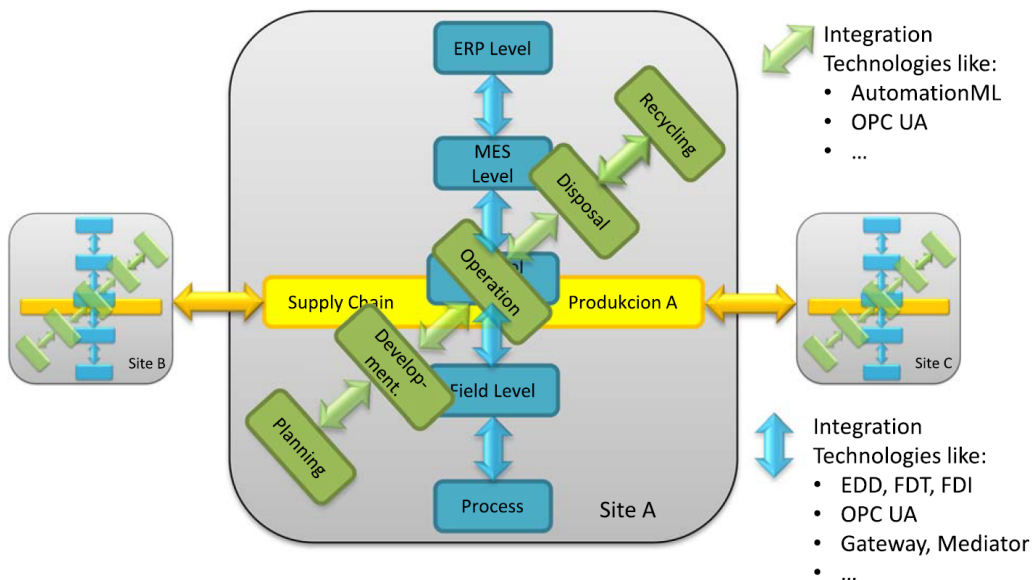 ERP Level
MES
Level
Recycling
Disposal
Operation
Supply Chain
Produkcion A
Develop-
ment.
Field Level
Planning
Process
Site A
Site B
Site C
Integration
Technologies like:
• AutomationML
• OPC UA
• ...
Integration
Technologies like:
• EDD, FDT, FDI
• OPC UA
• Gateway, Mediator
• ...